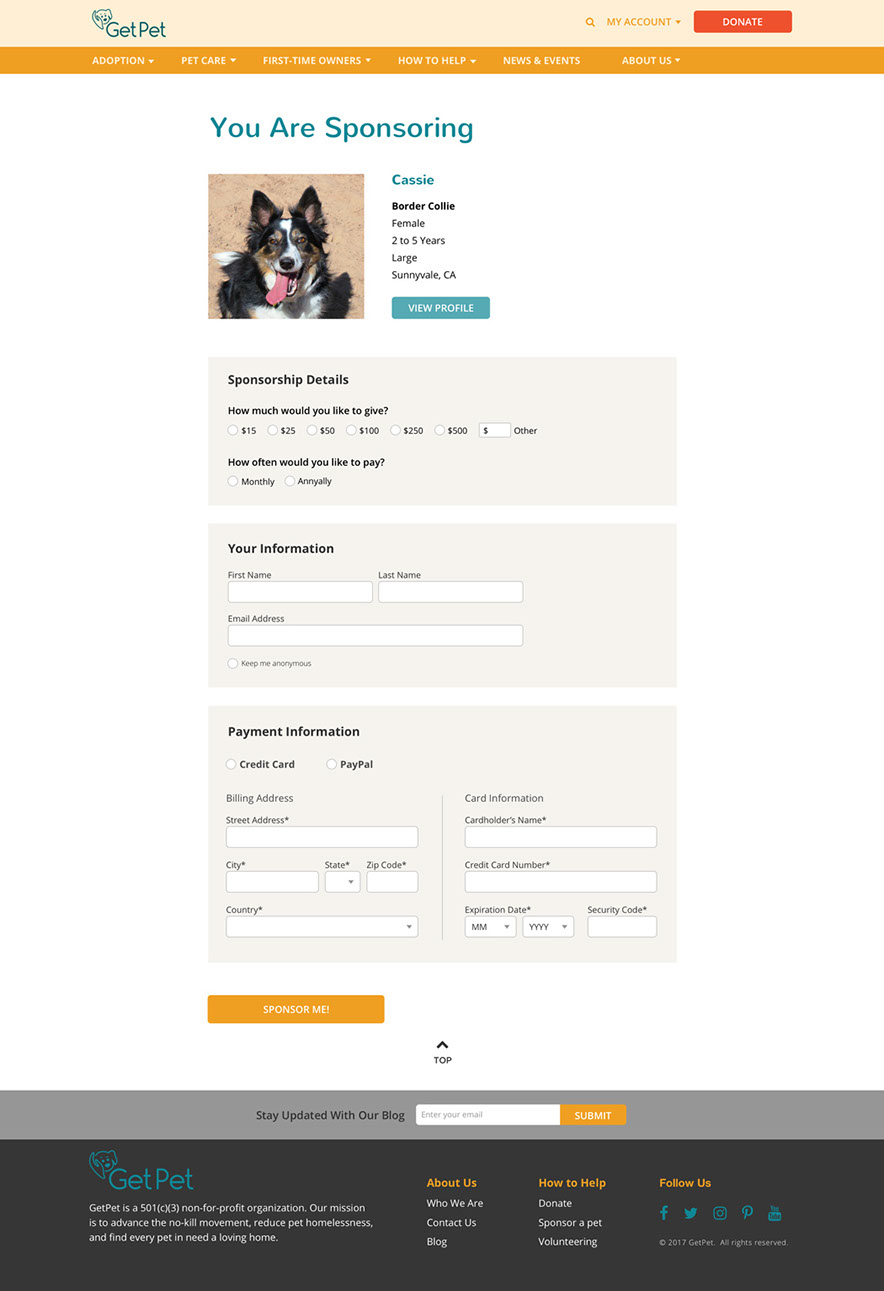 GetPet
MY ACCOUNT
DONATE
ADOPTION PET CARE FIRST-TIME OWNERS HOW TO HELP NEWS & EVENTS ABOUT US
You Are Sponsoring
Cassie
Border Collie
Female
2 to 5 Years
Large
Sunnyvale, CA
VIEW PROFILE
Sponsorship Details
How much would you like to give?
$15 $25 $50 $100 $250 $500 $ Other
How often would you like to pay?
Monthly Annyally
Your Information
First Name Last Name
Email Address
Keep me anonymous
Payment Information
Credit Card PayPal
Billing Address
Street Address*
City* State* Zip Code*
Country*
Card Information
Cardholder's Name*
Credit Card Number*
Expiration Date* Security Code*
MM YYYY
SPONSOR ME!
TOP
Stay Updated With Our Blog Enter your email SUBMIT
GetPet
GetPet is a 501(c)(3) non-for-profit organization. Our mission
is to advance the no-kill movement, reduce pet homelessness,
and find every pet in need a loving home.
About Us
Who We Are
Contact Us
Blog
How to Help
Donate
Sponsor a pet
Volunteering
Follow Us
You Tube
© 2017 GetPet. All rights reserved.